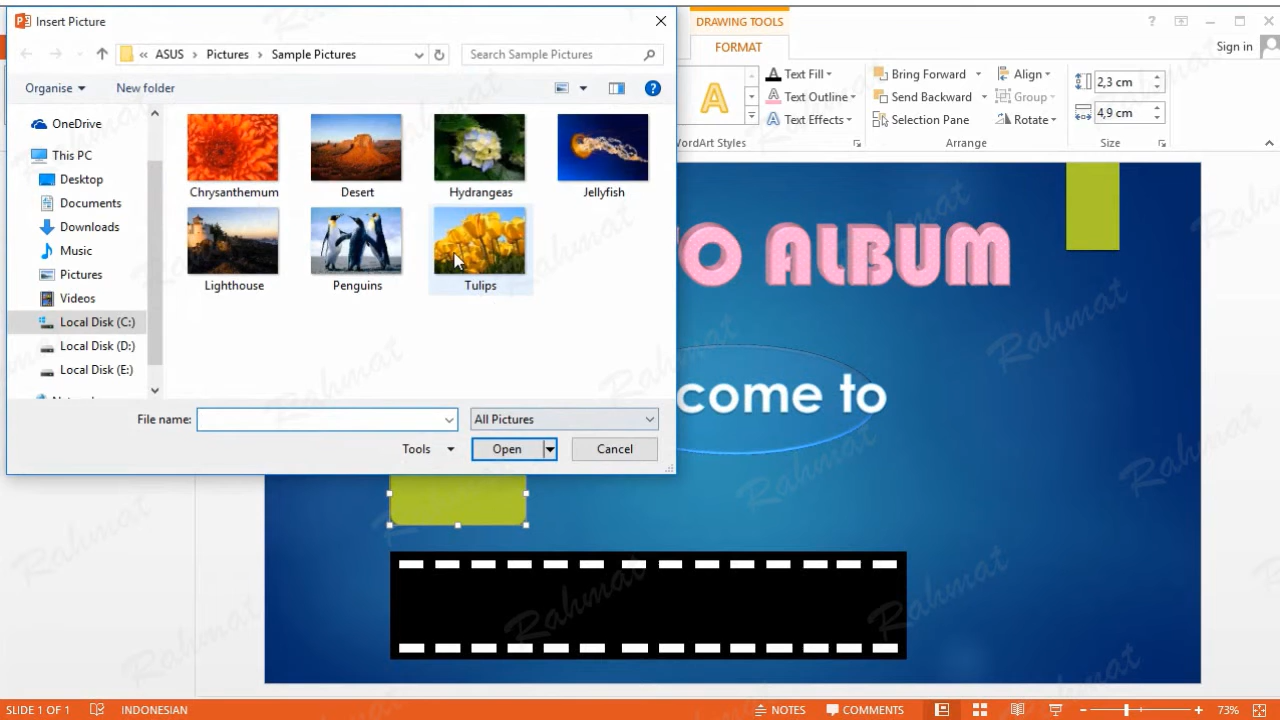 Insert Picture
DRAWING TOOLS
FORMAT
Sign in
« ASUS > Pictures > Sample Pictures
Search Sample Pictures
Text Fill
Bring Forward
Align
2,3 cm
Organise
New folder
Text Outline
Send Backward
Group
4,9 cm
Text Effects
Selection Pane
Rotate
WordArt Styles
Arrange
Size
OneDrive
This PC
Desktop
Documents
Downloads
Music
Pictures
Videos
Local Disk (C:)
Local Disk (D:)
Local Disk (E:)
Chrysanthemum
Desert
Hydrangeas
Jellyfish
Lighthouse
Penguins
Tulips
File name:
All Pictures
Tools
Open
Cancel
ALBUM
come to
SLIDE 1 OF 1
INDONESIAN
NOTES
COMMENTS
73%
Rahmat